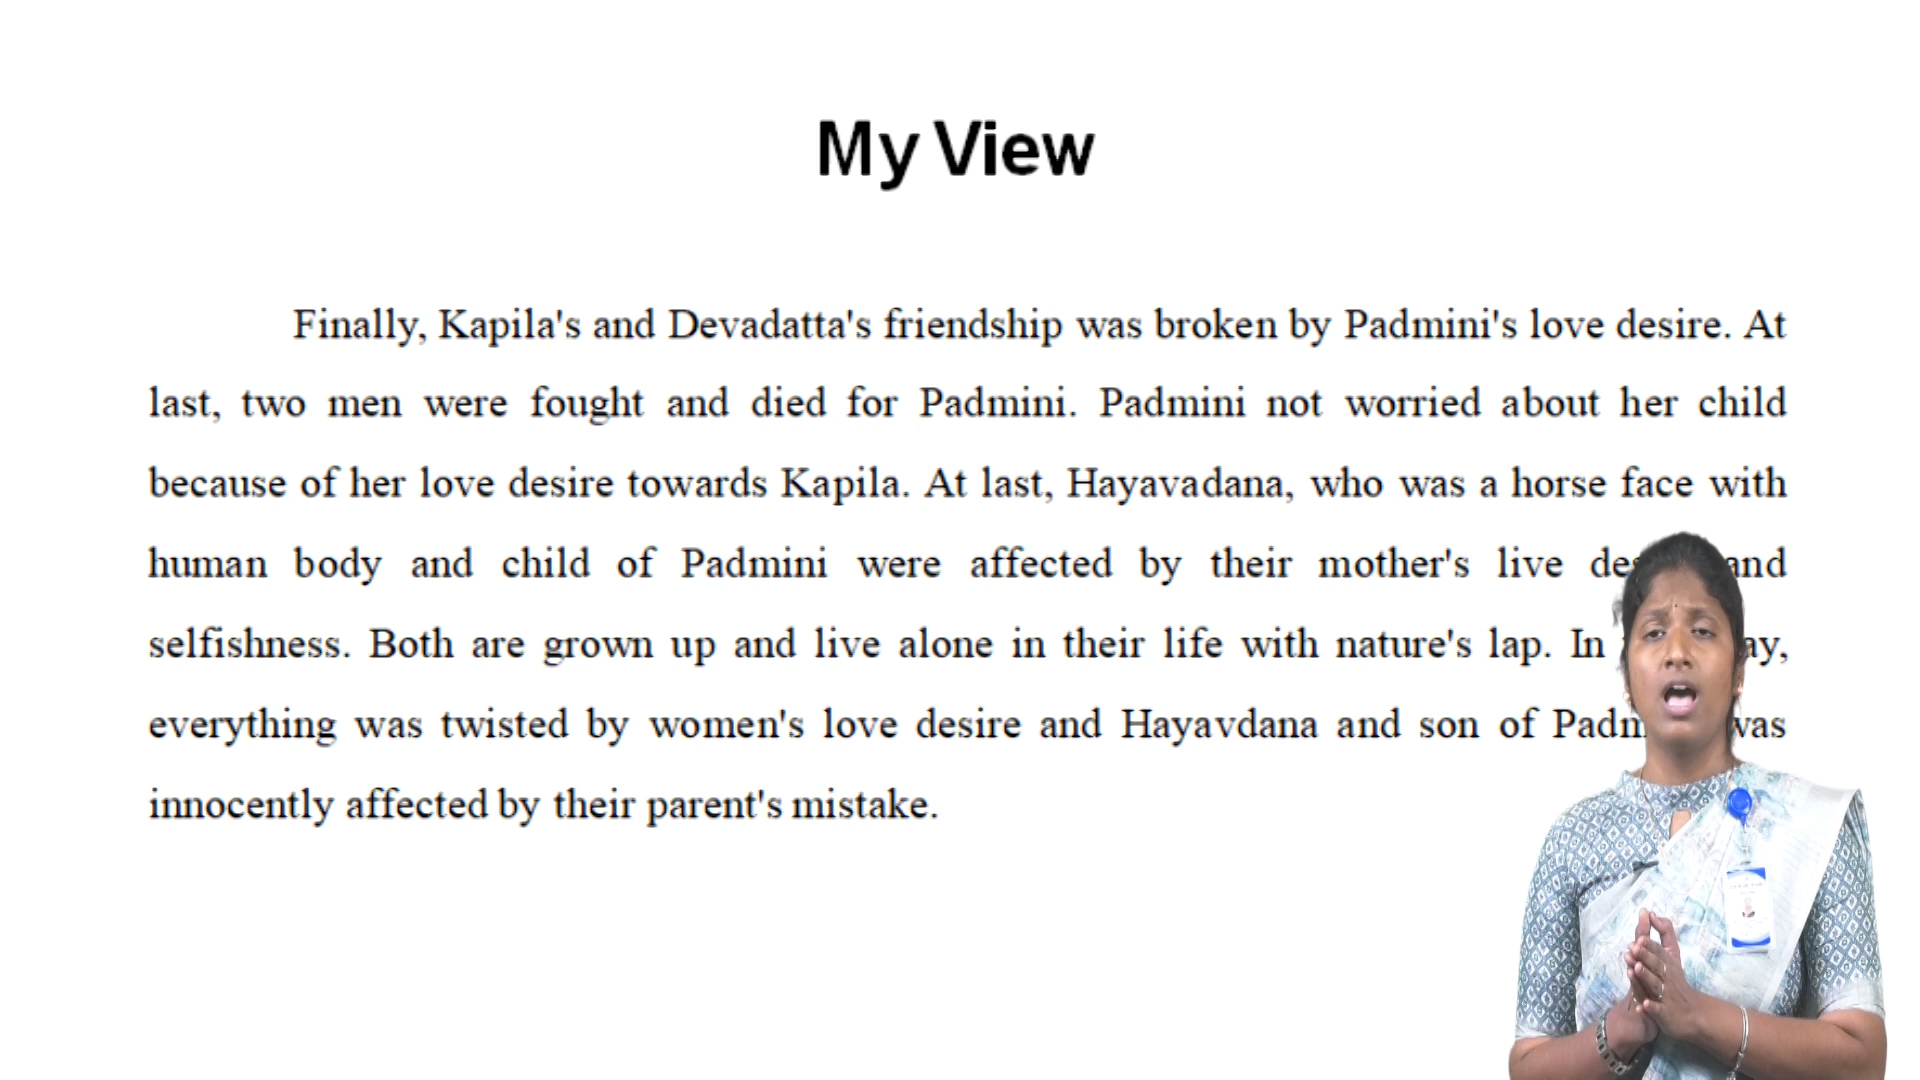 My View
Finally, Kapila's and Devadatta's friendship was broken by Padmini's love desire. At
last, two men were fought and died for Padmini. Padmini not worried about her child
because of her love desire towards Kapila. At last, Hayavadana, who was a horse face with
human body and child of Padmini were affected by their mother's live and
selfishness. Both are grown up and live alone in their life with nature's lap. In
everything was twisted by women's love desire and Hayavdana and son of was
innocently affected by their parent's mistake.